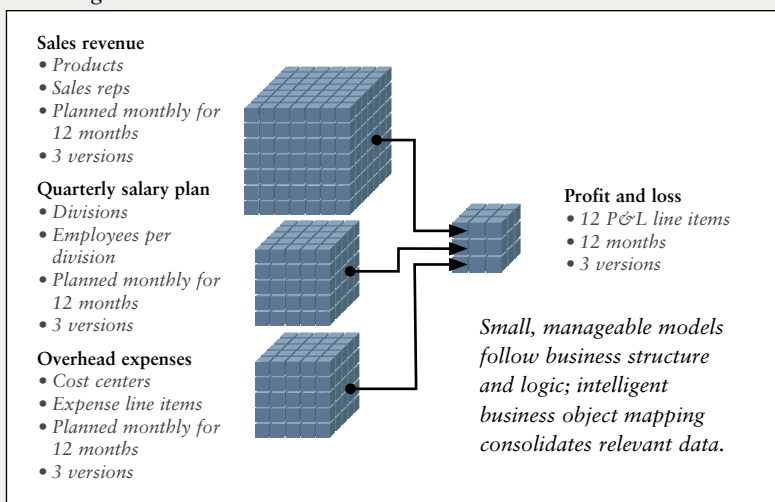 Sales revenue
• Products
• Sales reps
• Planned monthly for
12 months
• 3 versions
Quarterly salary plan
• Divisions
• Employees per
division
• Planned monthly for
12 months
• 3 versions
Overhead expenses
• Cost centers
• Expense line items
• Planned monthly for
12 months
• 3 versions
Profit and loss
• 12 P&L line items
• 12 months
• 3 versions
Small, manageable models
follow business structure
and logic; intelligent
business object mapping
consolidates relevant data.